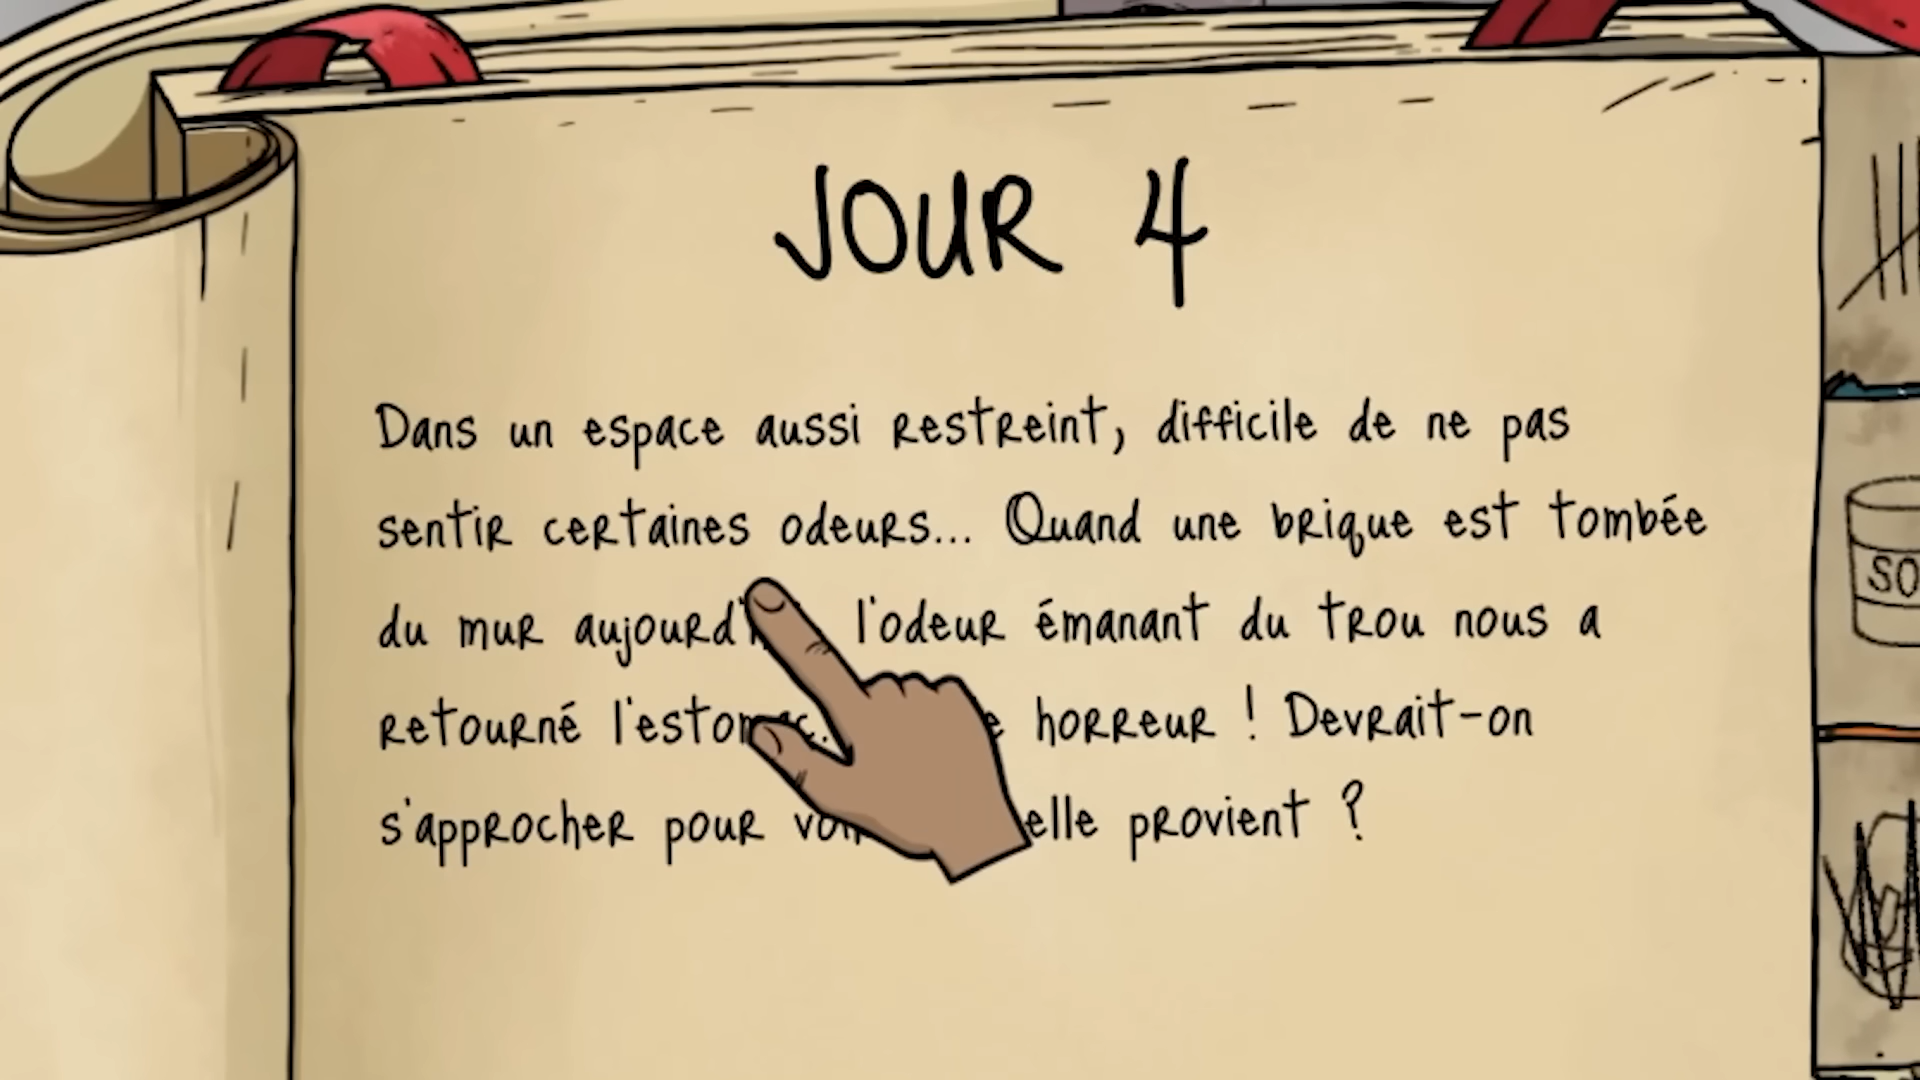 JOUR 4
Dans un espace aussi restreint, difficile de ne pas
sentir certaines odeurs... Quand une brique est tombée
du mur l'odeur émanant du trou nous a
retourné horreur ! Devrait-on
s'approcher pour elle provient ?
SO